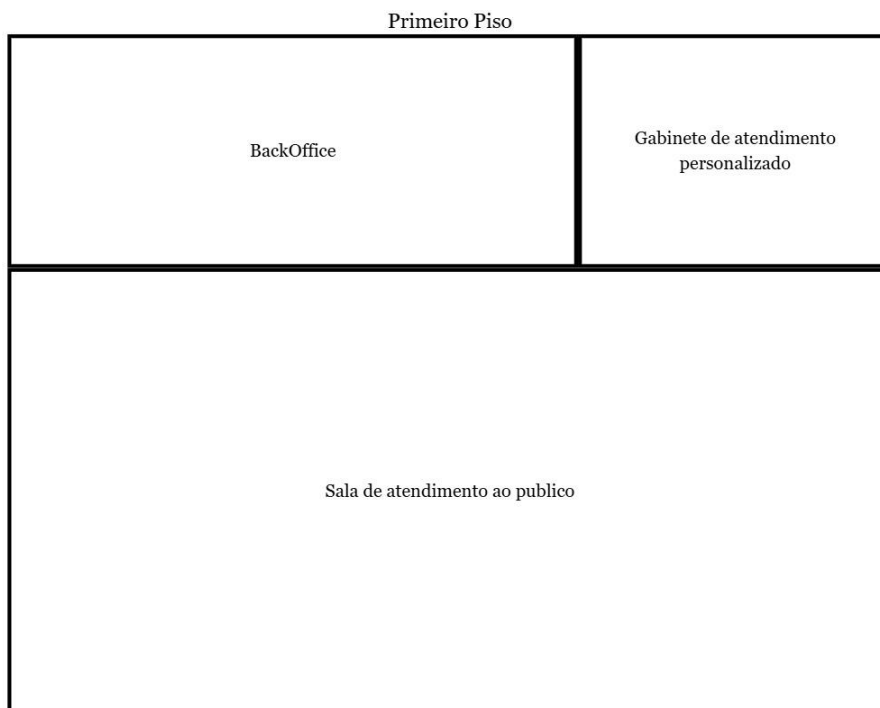 Primeiro Piso
BackOffice
Gabinete de atendimento
personalizado
Sala de atendimento ao publico